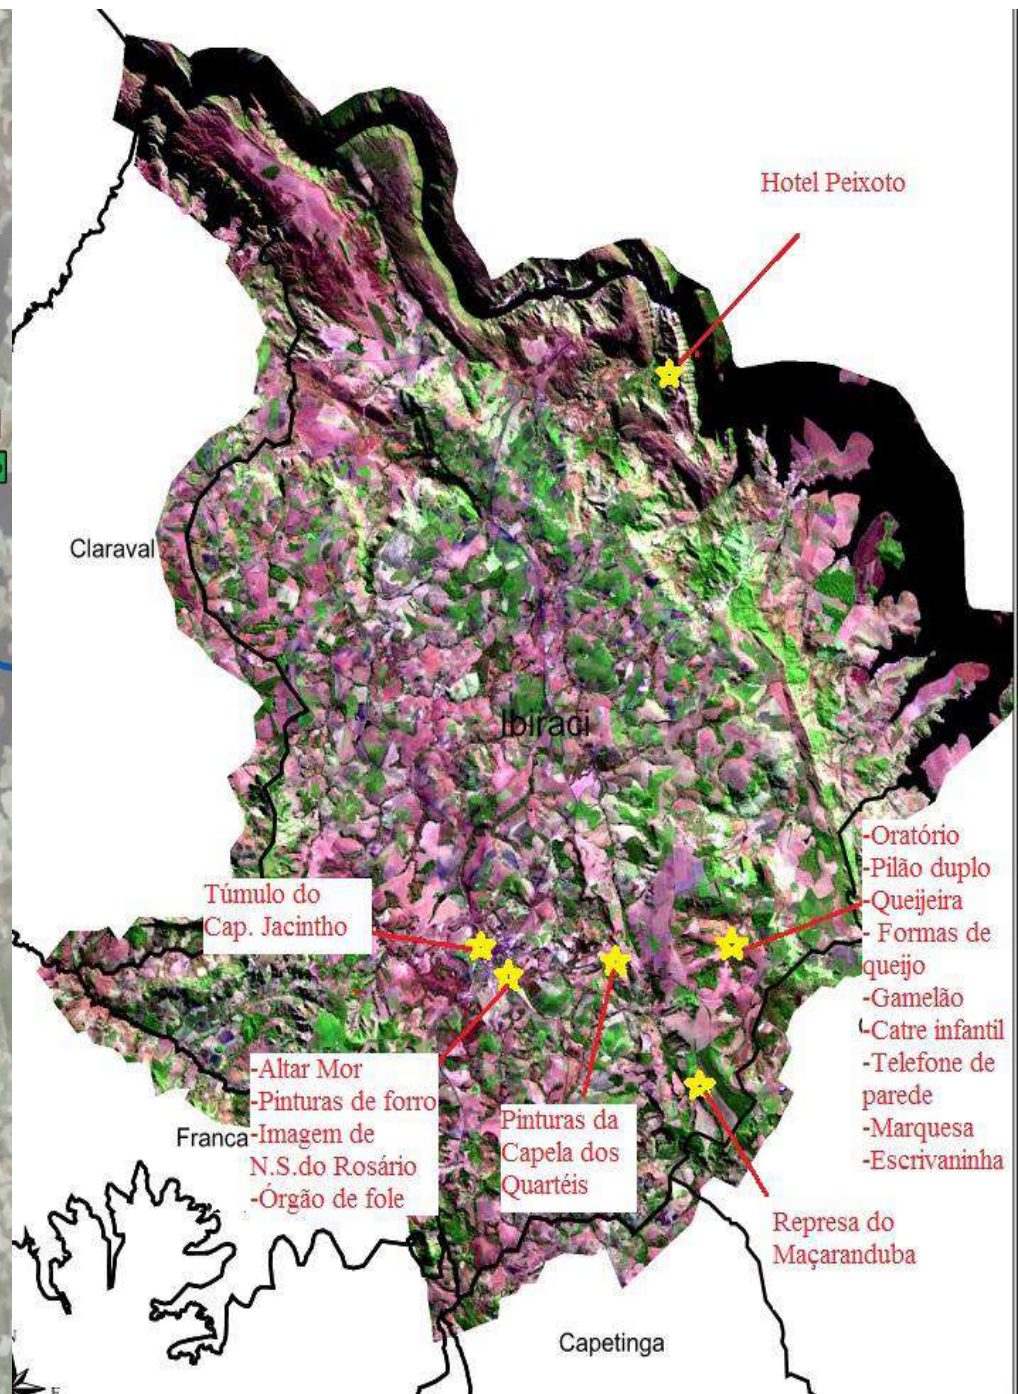 Hotel Peixoto
Claraval
Ibiraci
-Oratório
-Pilão duplo
-Queijeira
- Formas de
queijo
-Gamelão
-Catre infantil
-Telefone de
parede
-Marquesa
-Escrivaninha
Túmulo do
Cap. Jacintho
-Altar Mor
-Pinturas de forro
-Imagem de
N.S.do Rosário
-Órgão de fole
Franca
Pinturas da
Capela dos
Quartéis
Represa do
Maçaranduba
Capetinga
E